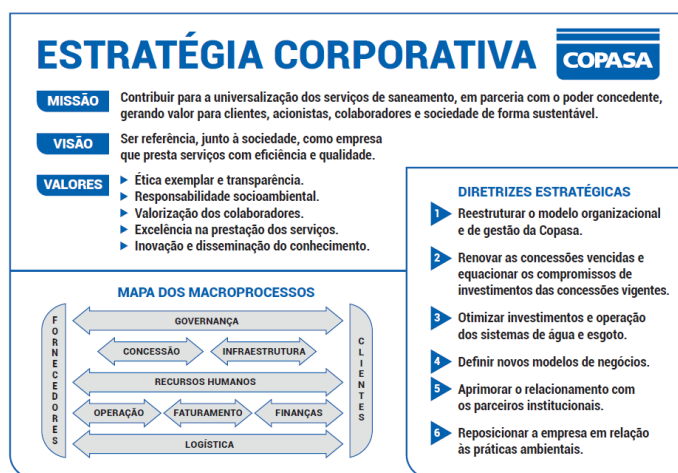 ESTRATÉGIA CORPORATIVA
COPASA
MISSÃO
Contribuir para a universalização dos serviços de saneamento, em parceria com o poder concedente,
gerando valor para clientes, acionistas, colaboradores e sociedade de forma sustentável.
VISÃO
Ser referência, junto à sociedade, como empresa
que presta serviços com eficiência e qualidade.
VALORES
Ética exemplar e transparência.
Responsabilidade socioambiental.
Valorização dos colaboradores.
Excelência na prestação dos serviços.
Inovação e disseminação do conhecimento.
MAPA DOS MACROPROCESSOS
FORNECEDORES
GOVERNANÇA
CONCESSÃO
INFRAESTRUTURA
RECURSOS HUMANOS
OPERAÇÃO
FATURAMENTO
FINANÇAS
LOGÍSTICA
CLIENTES
DIRETRIZES ESTRATÉGICAS
1 Reestruturar o modelo organizacional
e de gestão da Copasa.
2 Renovar as concessões vencidas e
equacionar os compromissos de
investimentos das concessões vigentes.
3 Otimizar investimentos e operação
dos sistemas de água e esgoto.
4 Definir novos modelos de negócios.
5 Aprimorar o relacionamento com
os parceiros institucionais.
6 Reposicionar a empresa em relação
às práticas ambientais.